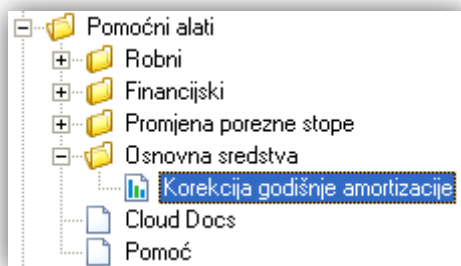 Pomoćni alati
Robni
Financijski
Promjena porezne stope
Osnovna sredstva
Korekcija godišnje amortizacije
Cloud Docs
Pomoć